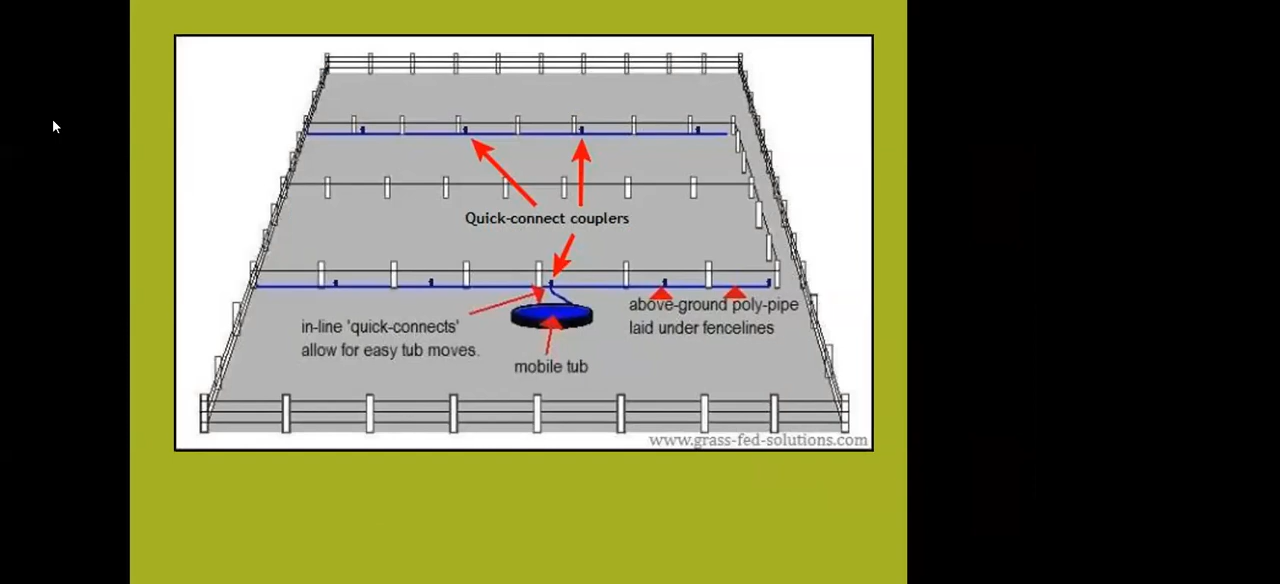 Quick-connect couplers
in-line 'quick-connects'
allow for easy tub moves.
mobile tub
above-ground poly-pipe
laid under fencelines
www.grass-fed-solutions.com